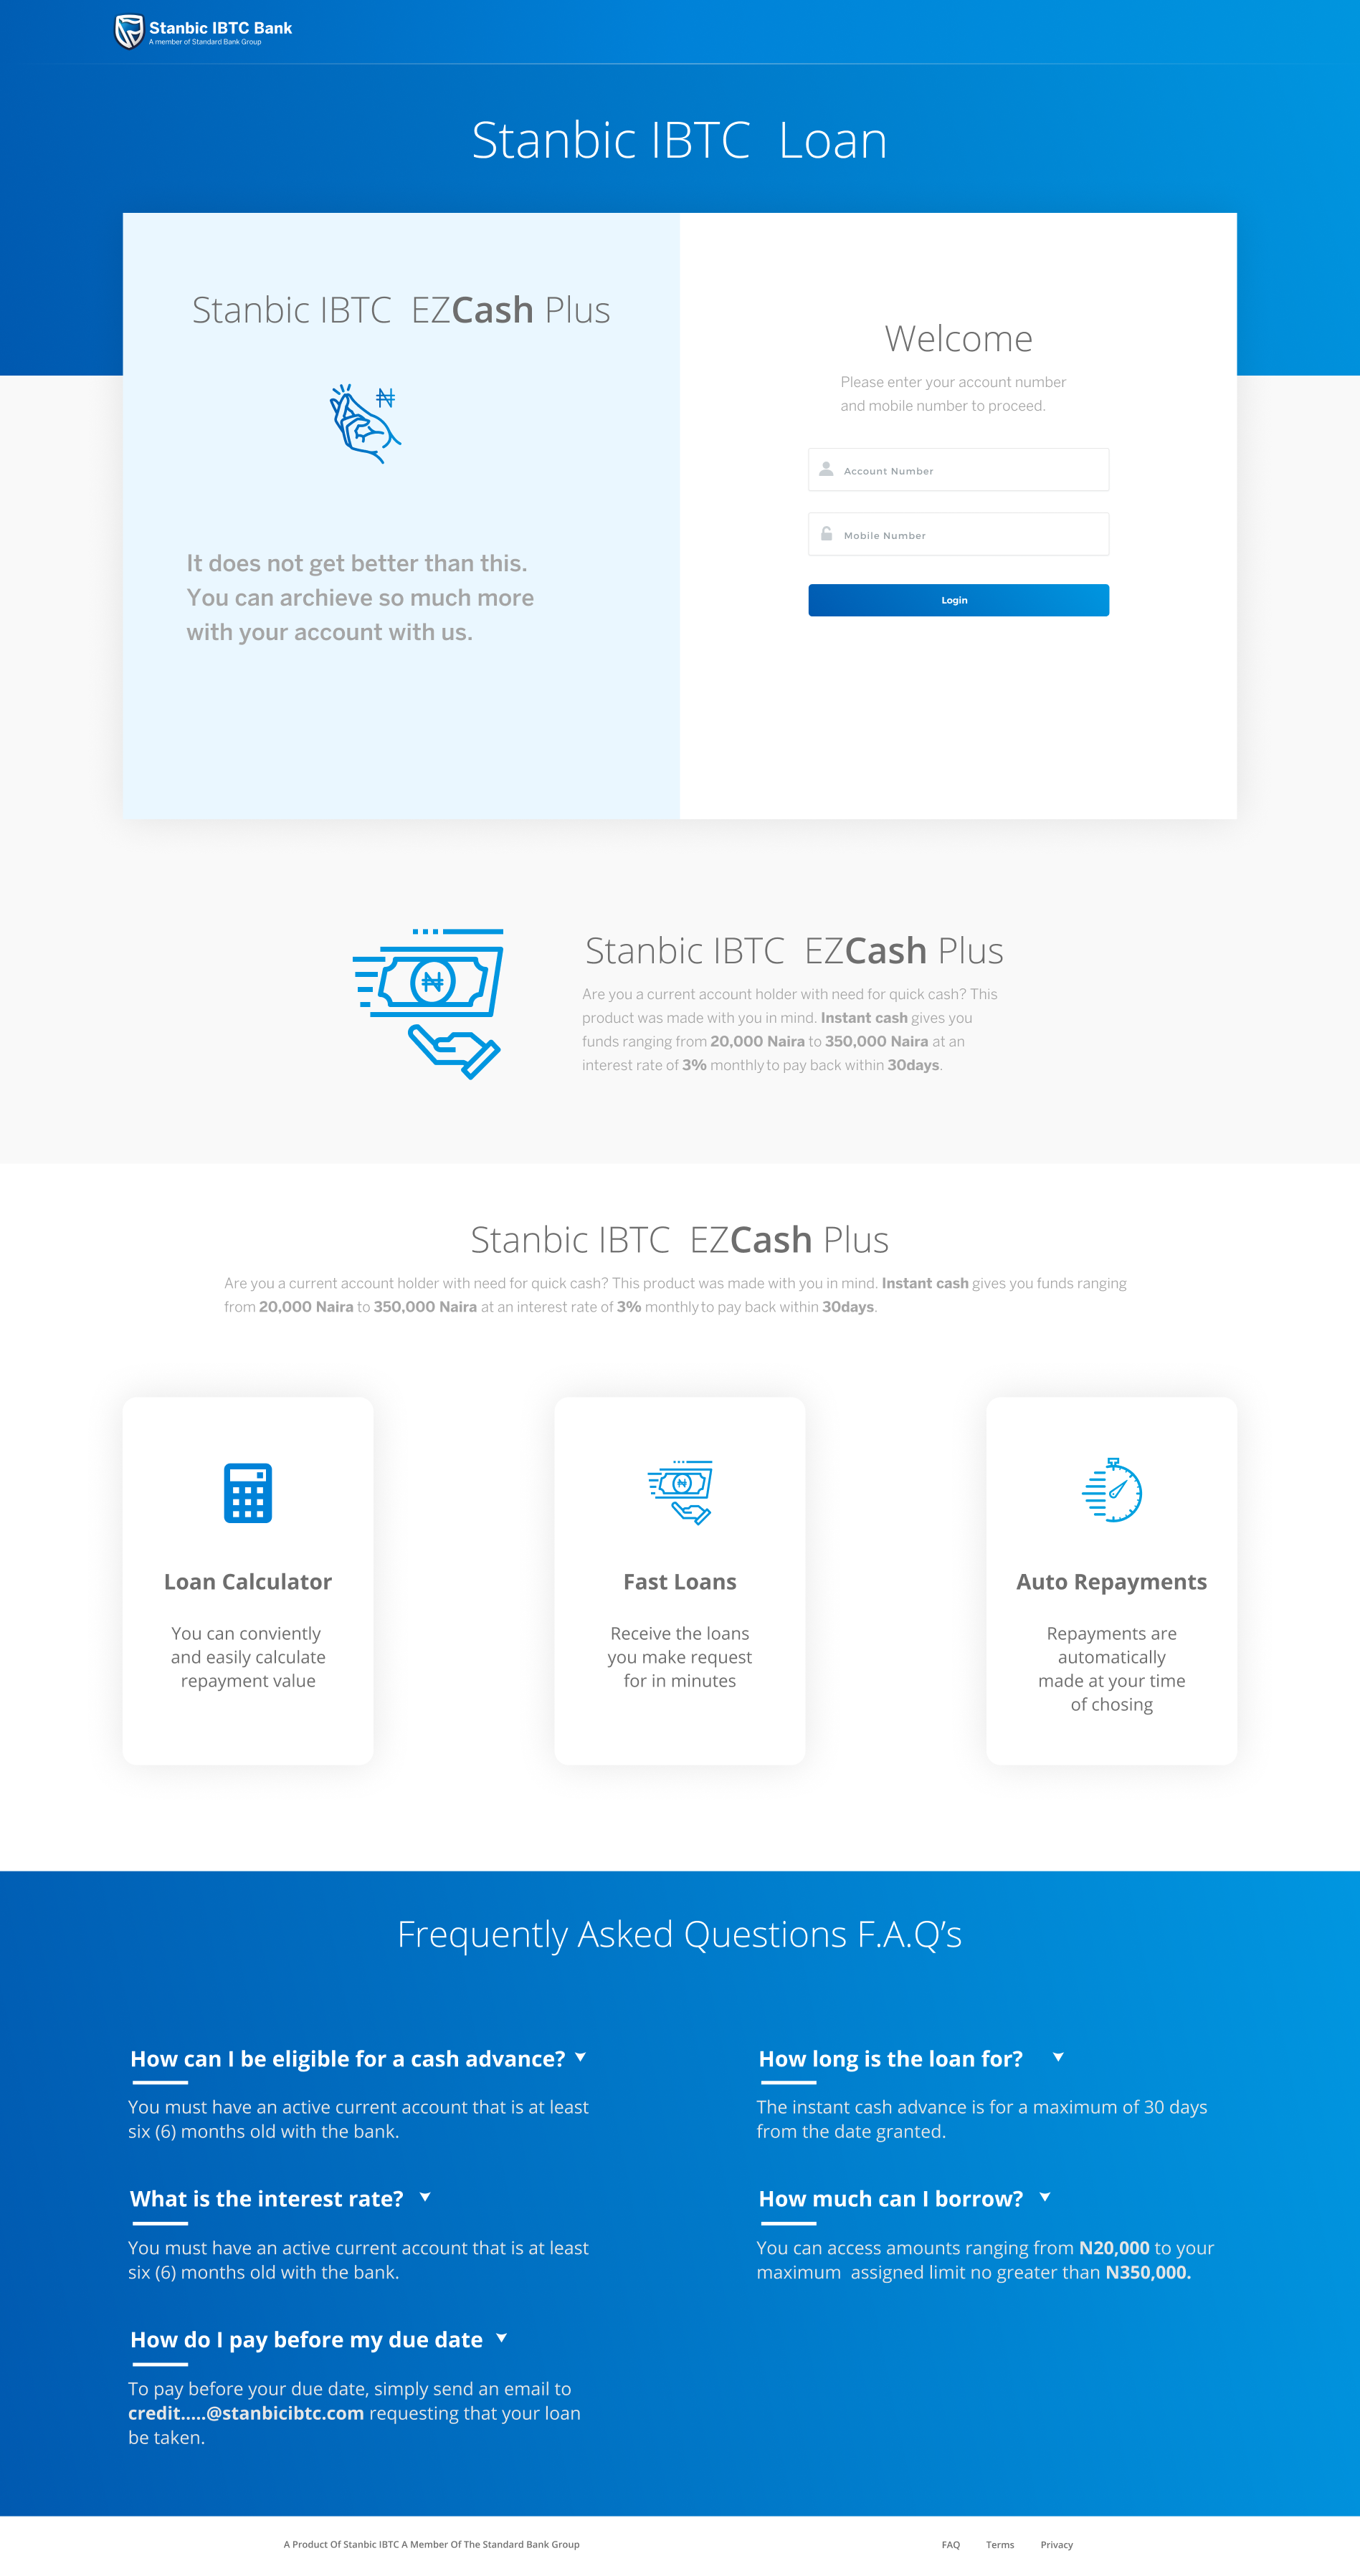 Stanbic IBTC Bank
A member of Standard Bank Group
Stanbic IBTC Loan
Stanbic IBTC EZCash Plus
₦
It does not get better than this.
You can archieve so much more
with your account with us.
Welcome
Please enter your account number
and mobile number to proceed.
Account Number
Mobile Number
Login
₦
Stanbic IBTC EZCash Plus
Are you a current account holder with need for quick cash? This
product was made with you in mind. Instant cash gives you
funds ranging from 20,000 Naira to 350,000 Naira at an
interest rate of 3% monthly to pay back within 30days.
Stanbic IBTC EZCash Plus
Are you a current account holder with need for quick cash? This product was made with you in mind. Instant cash gives you funds ranging
from 20,000 Naira to 350,000 Naira at an interest rate of 3% monthly to pay back within 30days.
Loan Calculator
You can conviently
and easily calculate
repayment value
₦
Fast Loans
Receive the loans
you make request
for in minutes
Auto Repayments
Repayments are
automatically
made at your time
of chosing
Frequently Asked Questions F.A.Q’s
How can I be eligible for a cash advance?
You must have an active current account that is at least
six (6) months old with the bank.
What is the interest rate?
You must have an active current account that is at least
six (6) months old with the bank.
How do I pay before my due date
To pay before your due date, simply send an email to
credit.....@stanbicibtc.com requesting that your loan
be taken.
How long is the loan for?
The instant cash advance is for a maximum of 30 days
from the date granted.
How much can I borrow?
You can access amounts ranging from N20,000 to your
maximum assigned limit no greater than N350,000.
A Product Of Stanbic IBTC A Member Of The Standard Bank Group
FAQ Terms Privacy